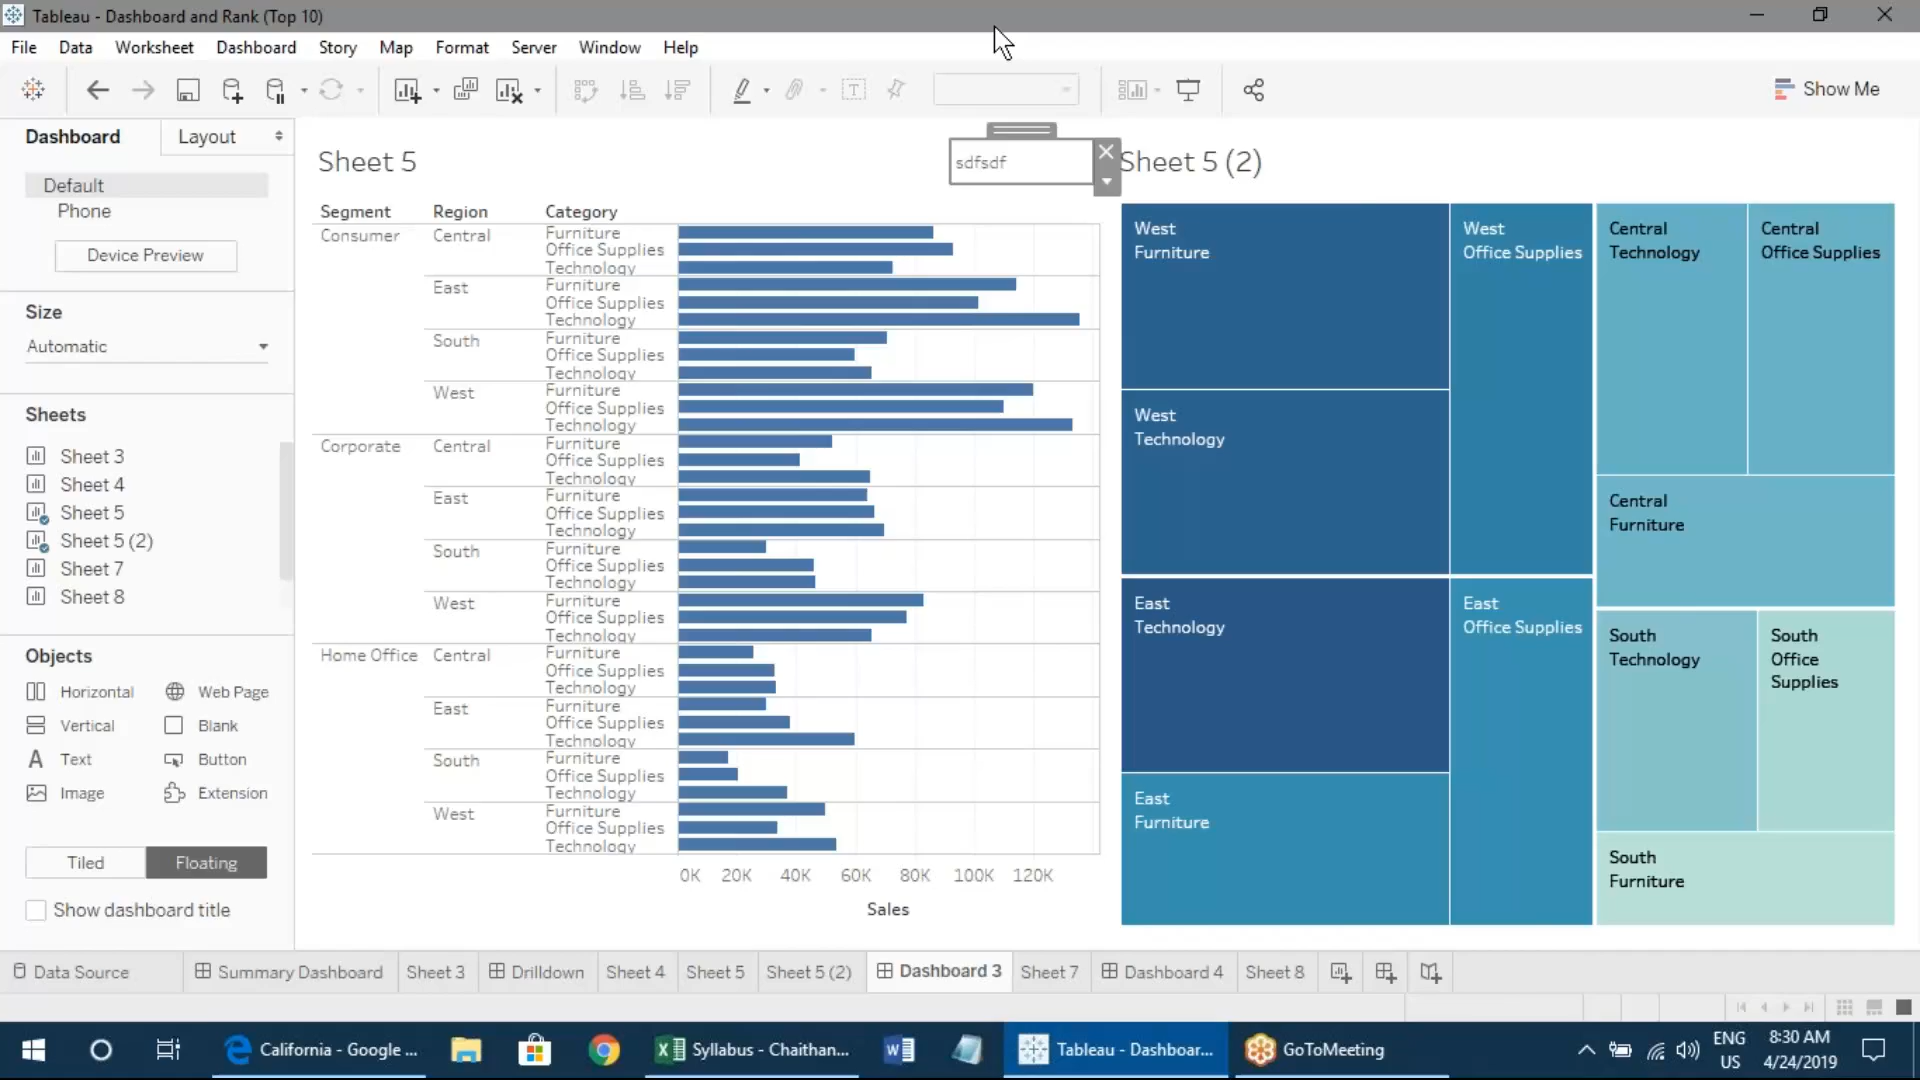 Tableau - Dashboard and Rank (Top 10)
File Data Worksheet Dashboard Story Map Format Server Window Help
Show Me
Dashboard Layout
Default
Phone
Device Preview
Size
Automatic
Sheets
Sheet 3
Sheet 4
Sheet 5
Sheet 5 (2)
Sheet 7
Sheet 8
Objects
Horizontal Web Page
Vertical Blank
Text Button
Image Extension
Tiled Floating
Show dashboard title
Sheet 5
sdfsdf
Segment Region Category
Consumer Central Furniture
Office Supplies
Technology
East Furniture
Office Supplies
Technology
South Furniture
Office Supplies
Technology
West Furniture
Office Supplies
Technology
Corporate Central Furniture
Office Supplies
Technology
East Furniture
Office Supplies
Technology
South Furniture
Office Supplies
Technology
West Furniture
Office Supplies
Technology
Home Office Central Furniture
Office Supplies
Technology
East Furniture
Office Supplies
Technology
South Furniture
Office Supplies
Technology
West Furniture
Office Supplies
Technology
0K 20K 40K 60K 80K 100K 120K
Sales
Sheet 5 (2)
West
Furniture
West
Office Supplies
Central
Technology
Central
Office Supplies
West
Technology
Central
Furniture
East
Technology
East
Office Supplies
South
Technology
South
Office
Supplies
East
Furniture
South
Furniture
Data Source Summary Dashboard Sheet 3 Drilldown Sheet 4 Sheet 5 Sheet 5 (2) Dashboard 3 Sheet 7 Dashboard 4 Sheet 8
California - Google ... Syllabus - Chaithan... Tableau - Dashboar... GoToMeeting
ENG
US
8:30 AM
4/24/2019